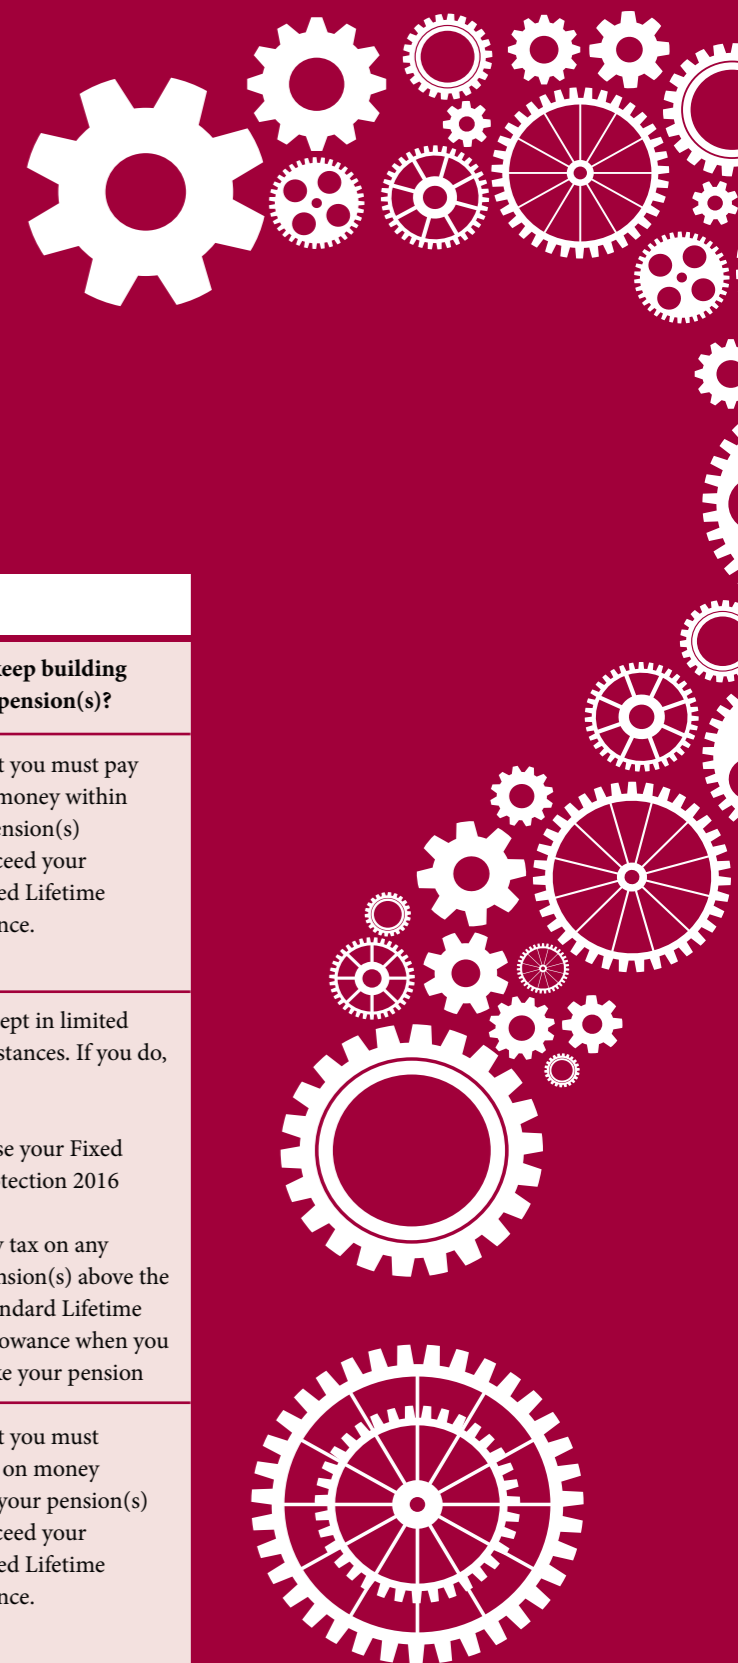 keep building
pension(s)?
t you must pay
money within
ension(s)
ceed your
ed Lifetime
nce.
ept in limited
stances. If you do,
se your Fixed
tection 2016
y tax on any
nsion(s) above the
ndard Lifetime
owance when you
ke your pension
t you must
on money
your pension(s)
ceed your
ed Lifetime
nce.